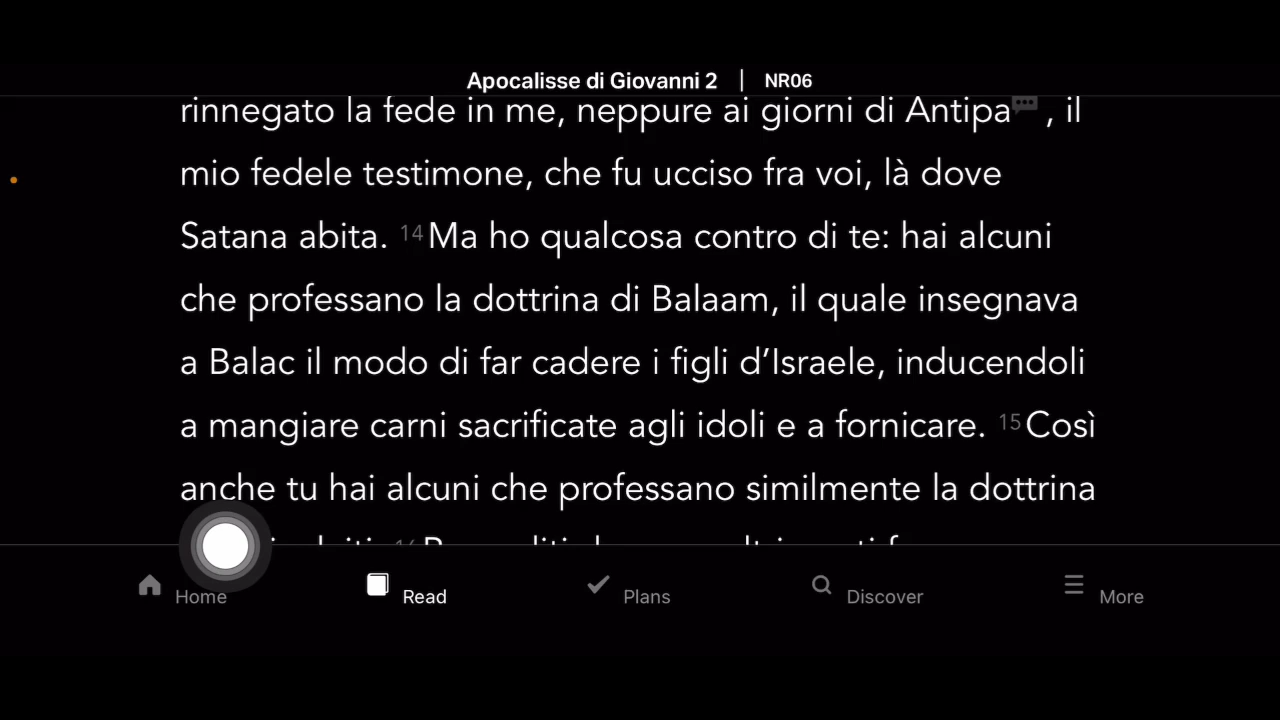 Apocalisse di Giovanni 2 | NR06
rinnegato la fede in me, neppure ai giorni di Antipa , il
mio fedele testimone, che fu ucciso fra voi, là dove
Satana abita. 14 Ma ho qualcosa contro di te: hai alcuni
che professano la dottrina di Balaam, il quale insegnava
a Balac il modo di far cadere i figli d’Israele, inducendoli
a mangiare carni sacrificate agli idoli e a fornicare. 15 Così
anche tu hai alcuni che professano similmente la dottrina
Home Read Plans Discover More